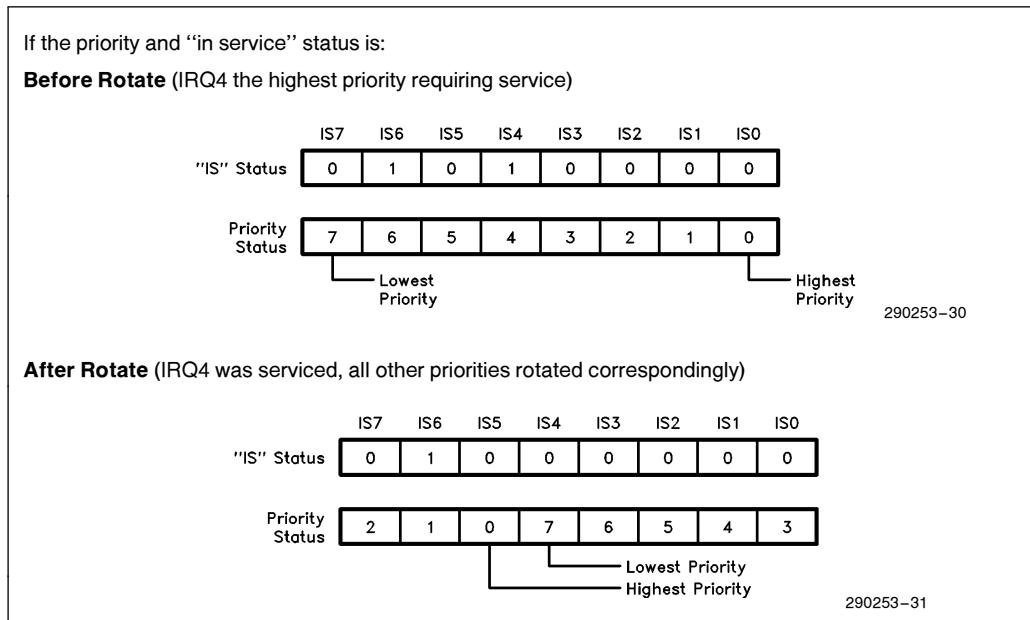 If the priority and ‘‘in service’’ status is:
Before Rotate (IRQ4 the highest priority requiring service)
IS7 IS6 IS5 IS4 IS3 IS2 IS1 IS0
"IS" Status 0 1 0 1 0 0 0 0
Priority
Status
7 6 5 4 3 2 1 0
Lowest
Priority
Highest
Priority
290253–30
After Rotate (IRQ4 was serviced, all other priorities rotated correspondingly)
IS7 IS6 IS5 IS4 IS3 IS2 IS1 IS0
"IS" Status 0 1 0 0 0 0 0 0
Priority
Status
2 1 0 7 6 5 4 3
Lowest Priority
Highest Priority
290253–31